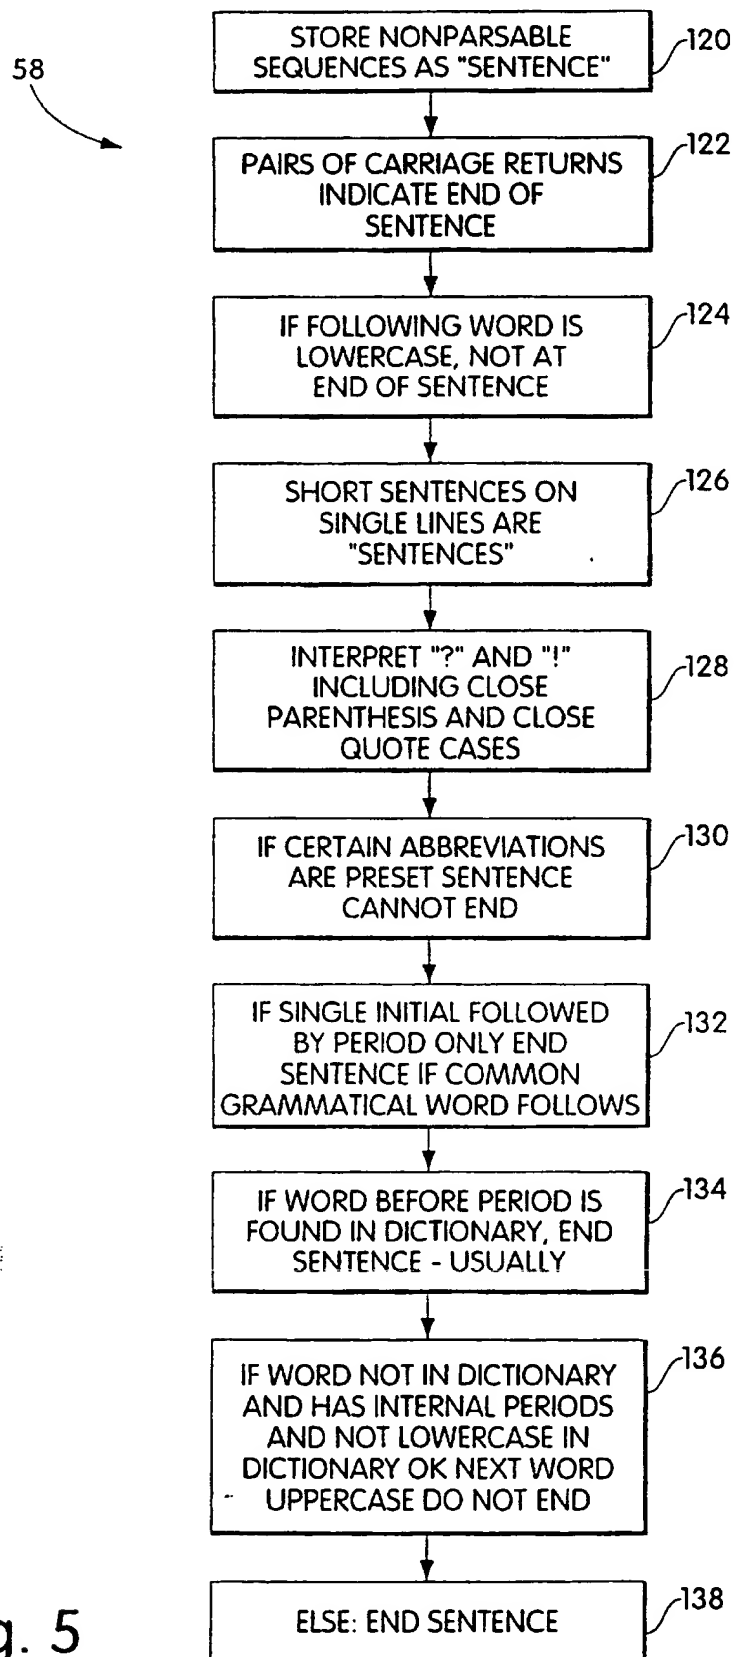 58
STORE NONPARSABLE
SEQUENCES AS "SENTENCE"
120
PAIRS OF CARRIAGE RETURNS
INDICATE END OF
SENTENCE
122
IF FOLLOWING WORD IS
LOWERCASE, NOT AT
END OF SENTENCE
124
SHORT SENTENCES ON
SINGLE LINES ARE
"SENTENCES"
126
INTERPRET "?" AND "!"
INCLUDING CLOSE
PARENTHESIS AND CLOSE
QUOTE CASES
128
IF CERTAIN ABBREVIATIONS
ARE PRESET SENTENCE
CANNOT END
130
IF SINGLE INITIAL FOLLOWED
BY PERIOD ONLY END
SENTENCE IF COMMON
GRAMMATICAL WORD FOLLOWS
132
IF WORD BEFORE PERIOD IS
FOUND IN DICTIONARY, END
SENTENCE - USUALLY
134
IF WORD NOT IN DICTIONARY
AND HAS INTERNAL PERIODS
AND NOT LOWERCASE IN
DICTIONARY OK NEXT WORD
UPPERCASE DO NOT END
136
ELSE: END SENTENCE
138
g. 5